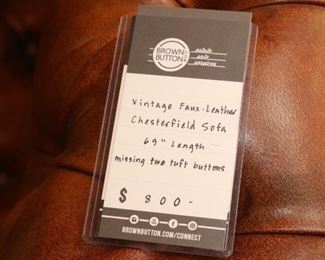 BROWN
BUTTON
estate
sale
services
Vintage Faux-Leather
Chesterfield Sofa
69" Length
missing two tuft buttons
$ 800-
BROWNBUTTON.COM/CONNECT